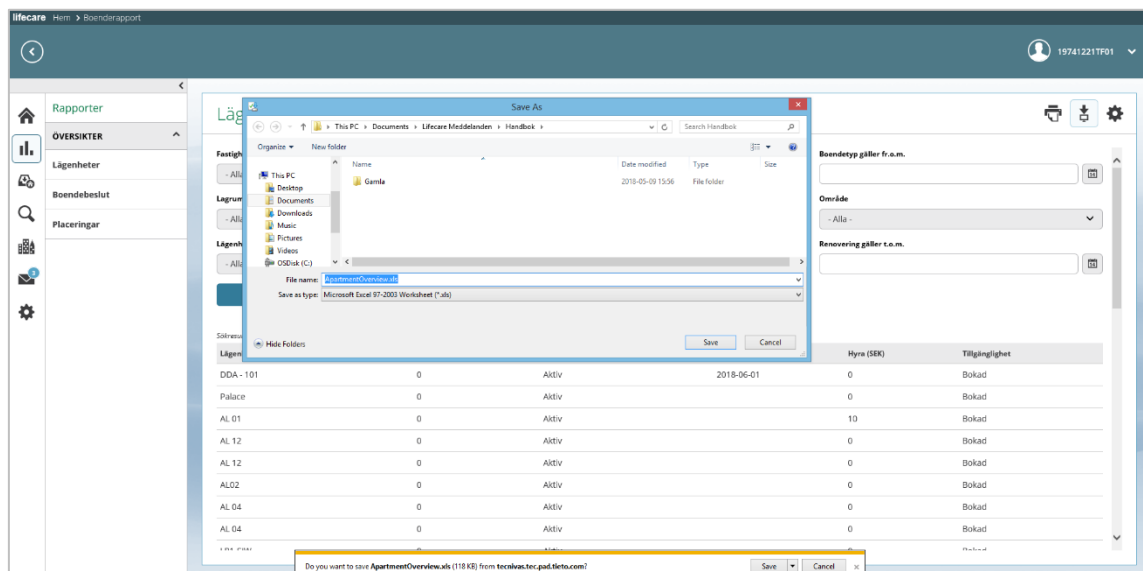 lifecare Hem > Boenderapport
19741221TF01
Rapporter
ÖVERSIKTER
Lägenheter
Boendebeslut
Placeringar
Save As
This PC > Documents > Lifecare Meddelanden > Handbok >
Search Handbok
Organize New folder
This PC
Desktop
Documents
Downloads
Music
Pictures
Videos
OSDisk (C:)
Name Date modified Type Size
Gamla 2018-05-09 15:56 File folder
File name: ApartmentOverview.xls
Save as type: Microsoft Excel 97-2003 Worksheet (*.xls)
Hide Folders
Save Cancel
Boendetyp gäller fr.o.m.
Område
- Alla -
Renovering gäller t.o.m.
Hyra (SEK) Tillgänglighet
DDA - 101 0 Aktiv 2018-06-01 0 Bokad
Palace 0 Aktiv 0 Bokad
AL 01 0 Aktiv 10 Bokad
AL 12 0 Aktiv 0 Bokad
AL 12 0 Aktiv 0 Bokad
AL02 0 Aktiv 0 Bokad
AL 04 0 Aktiv 0 Bokad
AL 04 0 Aktiv 0 Bokad
Do you want to save ApartmentOverview.xls (118 KB) from tecnivas.tec.pad.tieto.com?
Save Cancel